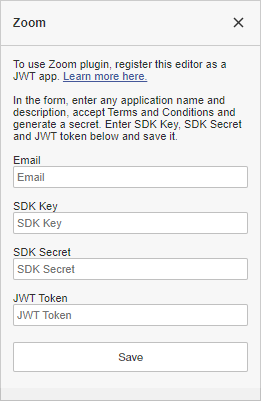 Zoom
To use Zoom plugin, register this editor as a
JWT app. Learn more here.
In the form, enter any application name and
description, accept Terms and Conditions and
generate a secret. Enter SDK Key, SDK Secret
and JWT token below and save it.
Email
Email
SDK Key
SDK Key
SDK Secret
SDK Secret
JWT Token
JWT Token
Save